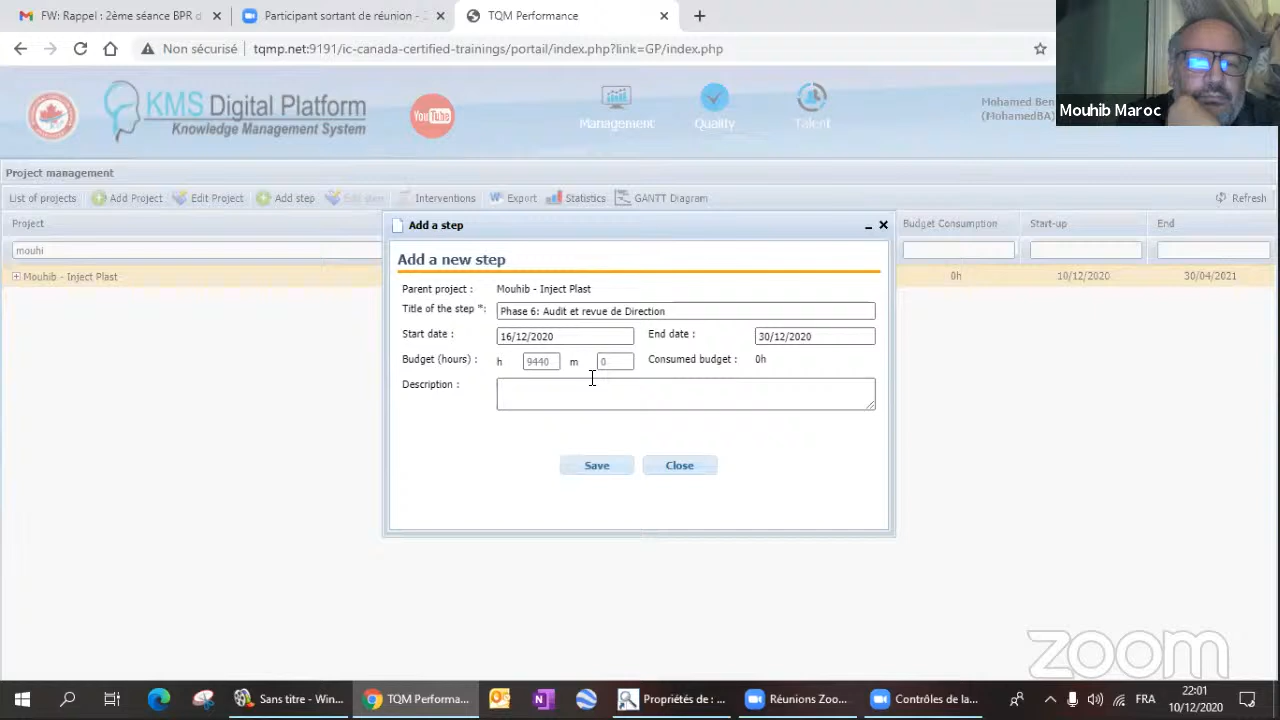 FW: Rappel : 2ème séance BPR d
Participant sortant de réunion - 2
TQM Performance
Non sécurisé
tqmp.net:9191/ic-canada-certified-trainings/portal/index.php?link=GP/index.php
KMS Digital Platform
Knowledge Management System
YouTube
Management
Quality
Talent
Mohamed Ben
(MohamedBA)
Mouhib Maroc
Project management
List of projects
Add Project
Edit Project
Add step
Edit step
Interventions
Export
Statistics
GANTT Diagram
Refresh
Project
Budget Consumption
Start-up
End
mouhi
Mouhib - Inject Plast
0h
10/12/2020
30/04/2021
Add a step
Add a new step
Parent project :
Mouhib - Inject Plast
Title of the step *:
Phase 6: Audit et revue de Direction
Start date :
16/12/2020
End date :
30/12/2020
Budget (hours) :
h
9440
m
0
Consumed budget :
0h
Description :
Save
Close
zoom
Sans titre - Win...
TQM Performa...
Propriétés de : ...
Réunions Zoo...
Contrôles de la...
FRA
22:01
10/12/2020